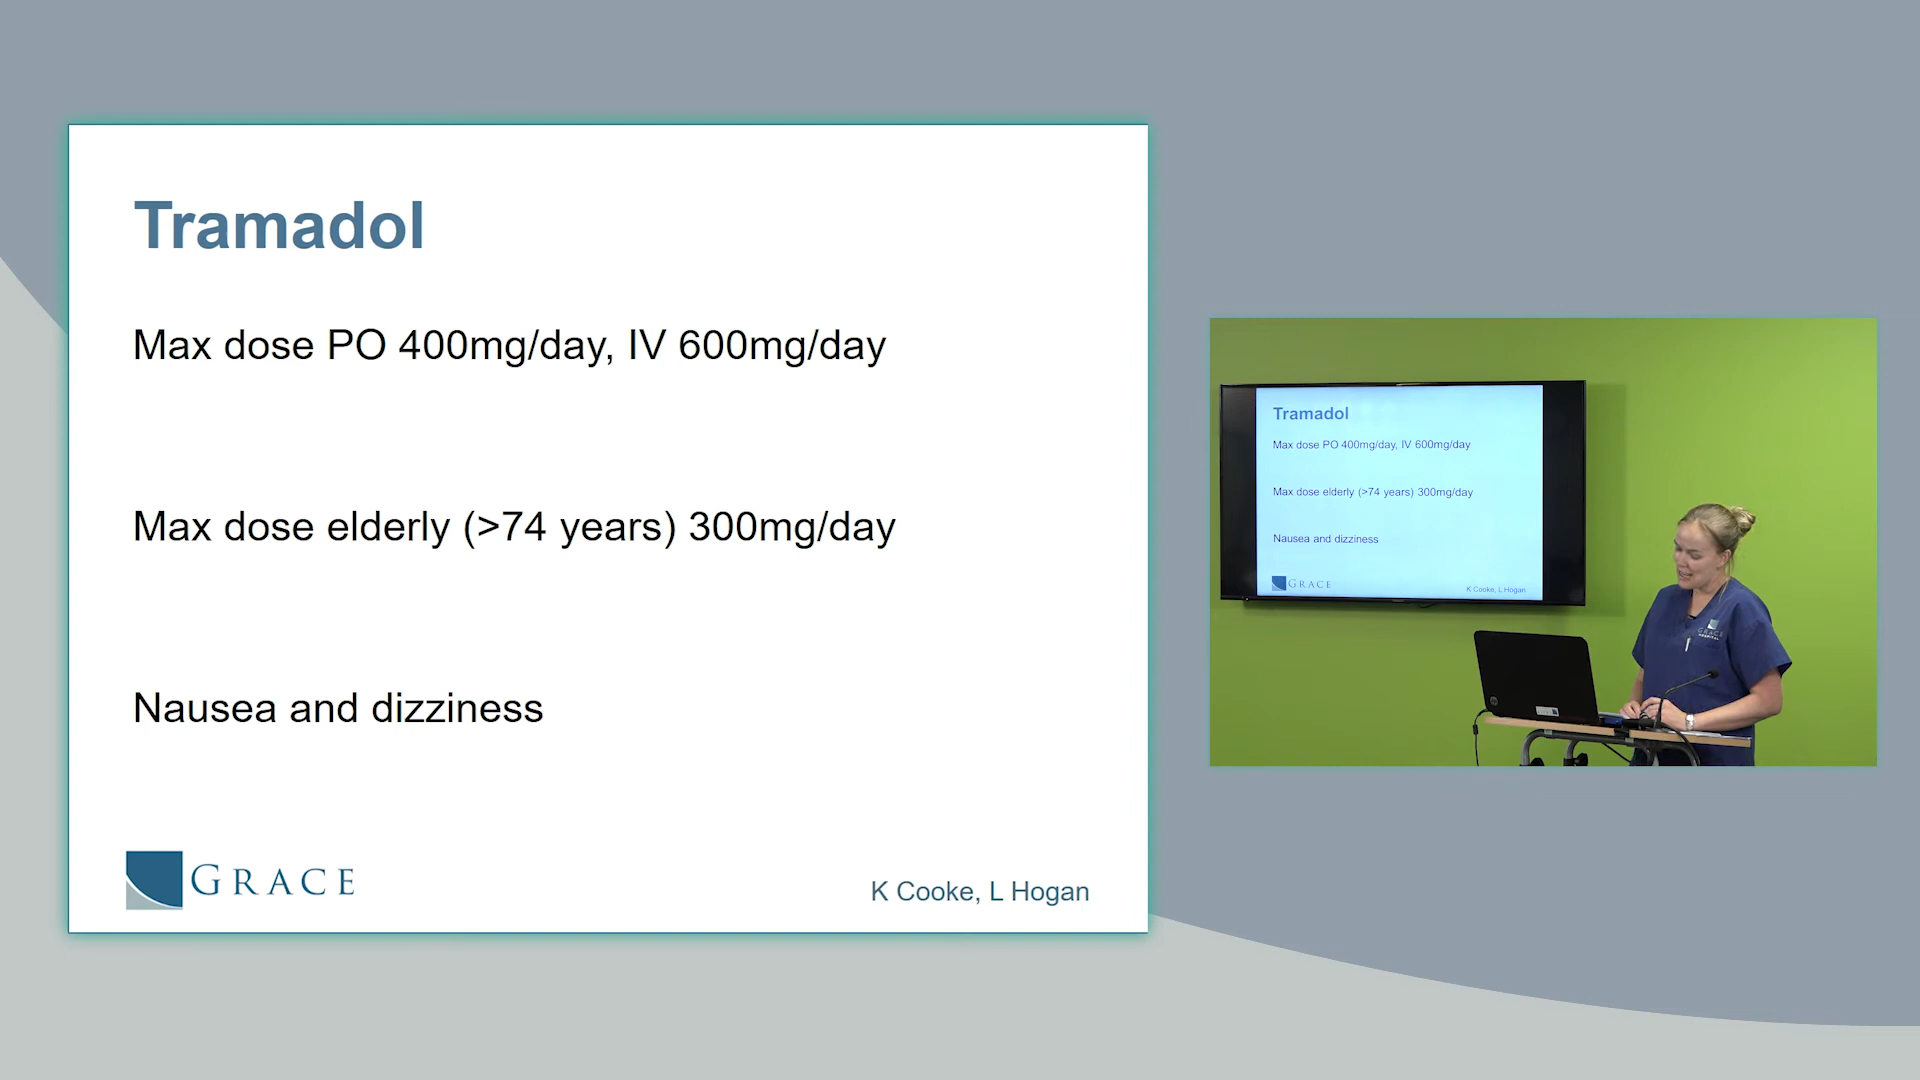 Tramadol
Max dose PO 400mg/day, IV 600mg/day
Max dose elderly (>74 years) 300mg/day
Nausea and dizziness
GRACE
K Cooke, L Hogan
Tramadol
Max dose PO 400mg/day, IV 600mg/day
Max dose elderly (>74 years) 300mg/day
Nausea and dizziness
GRACE
K Cooke, L Hogan
GRACE
HOSPITAL